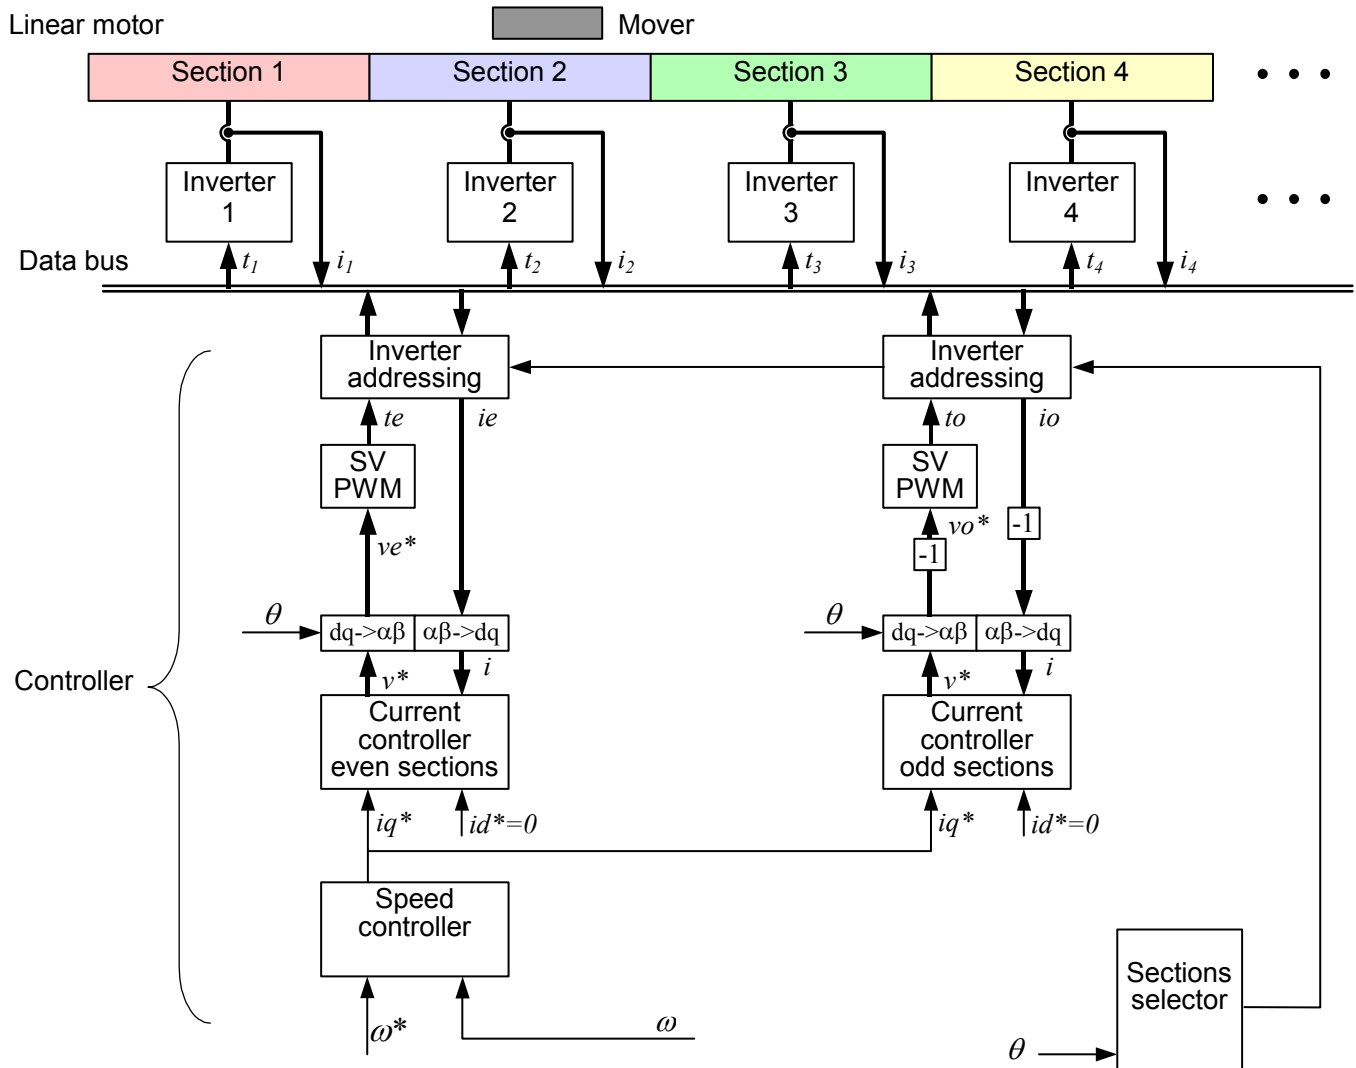 Linear motor
Mover
Section 1 Section 2 Section 3 Section 4 • • •
Inverter 1
Inverter 2
Inverter 3
Inverter 4
• • •
Data bus
t1 i1 t2 i2 t3 i3 t4 i4
Inverter
addressing
Inverter
addressing
te ie to io
SV
PWM
SV
PWM
-1
ve* vo*
-1
θ dq->αβ αβ->dq θ dq->αβ αβ->dq
v* i v* i
Controller
Current
controller
even sections
Current
controller
odd sections
iq* id*=0 iq* id*=0
Speed
controller
Sections
selector
ω* ω
θ